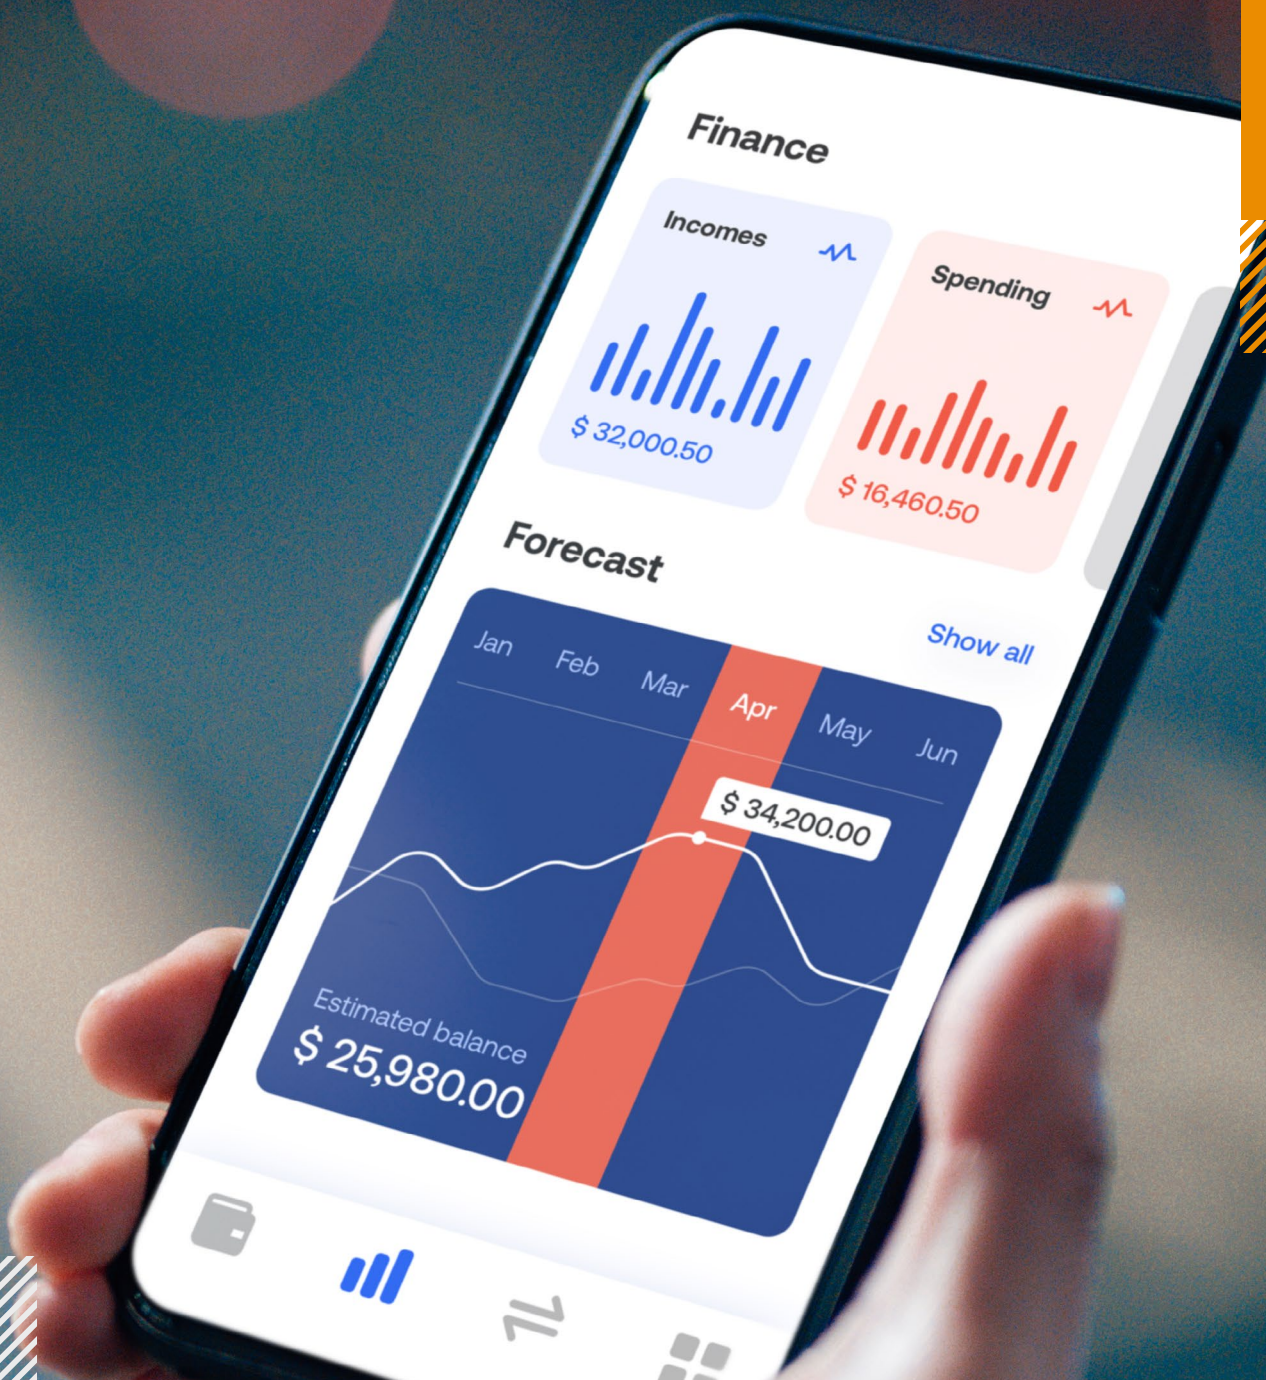 Finance
Incomes
$ 32,000.50
Spending
$ 16,460.50
Forecast
Show all
Jan Feb Mar Apr May Jun
$ 34,200.00
Estimated balance
$ 25,980.00